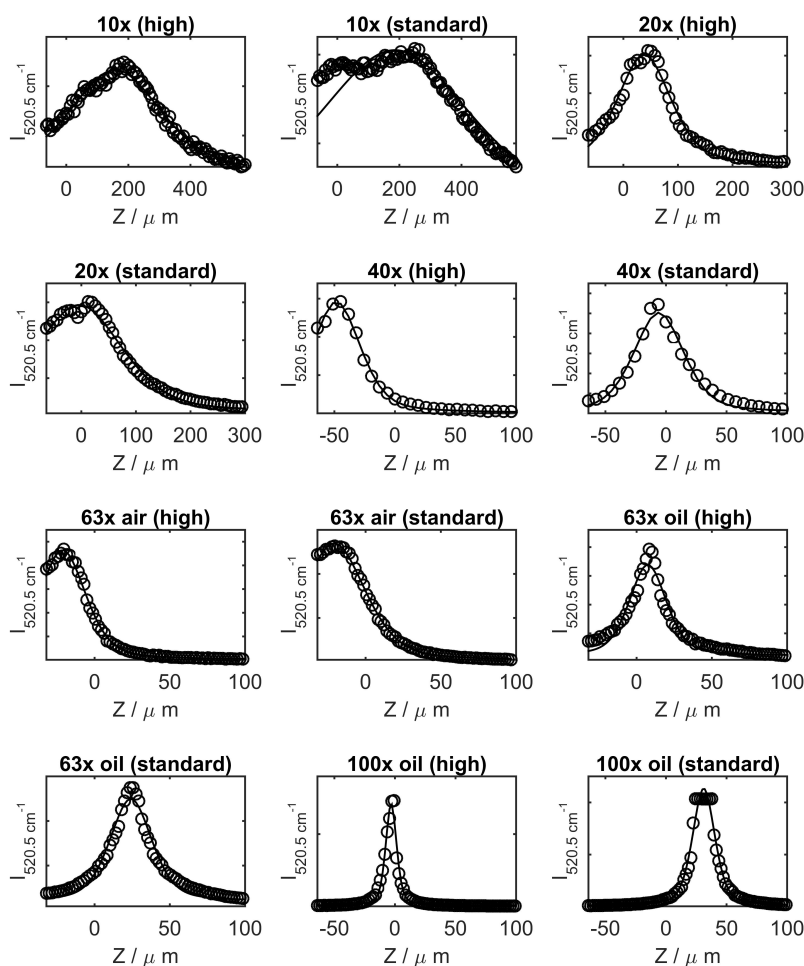 10x (high)
10x (standard)
20x (high)
I520.5 cm-1
I520.5 cm-1
I520.5 cm-1
0 200 400
0 200 400
0 100 200 300
Z / μ m
Z / μ m
Z / μ m
20x (standard)
40x (high)
40x (standard)
I520.5 cm-1
I520.5 cm-1
I520.5 cm-1
0 100 200 300
-50 0 50 100
-50 0 50 100
Z / μ m
Z / μ m
Z / μ m
63x air (high)
63x air (standard)
63x oil (high)
I520.5 cm-1
I520.5 cm-1
I520.5 cm-1
0 50 100
0 50 100
0 50 100
Z / μ m
Z / μ m
Z / μ m
63x oil (standard)
100x oil (high)
100x oil (standard)
I520.5 cm-1
I520.5 cm-1
I520.5 cm-1
0 50 100
-50 0 50 100
-50 0 50 100
Z / μ m
Z / μ m
Z / μ m